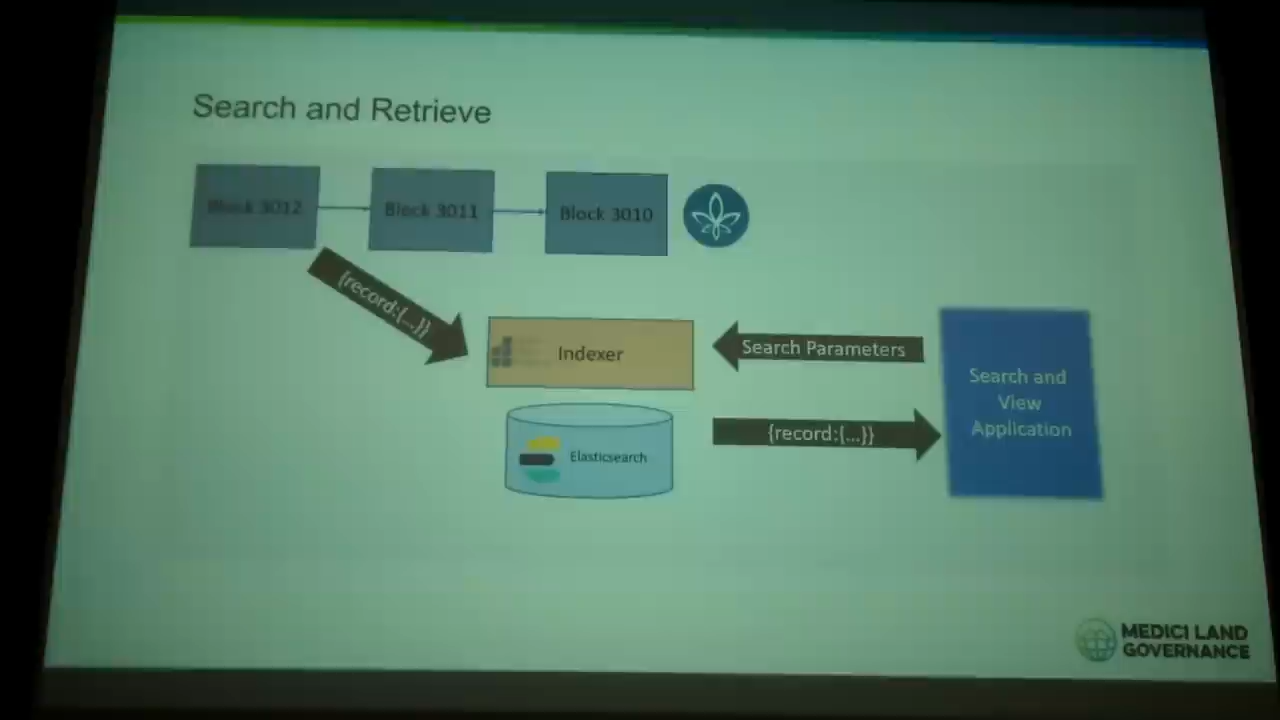 Search and Retrieve
Block 3012
Block 3011
Block 3010
{record:{...}}
Indexer
Search Parameters
Search and
View
Application
{record:{...}}
Elasticsearch
MEDICI LAND
GOVERNANCE